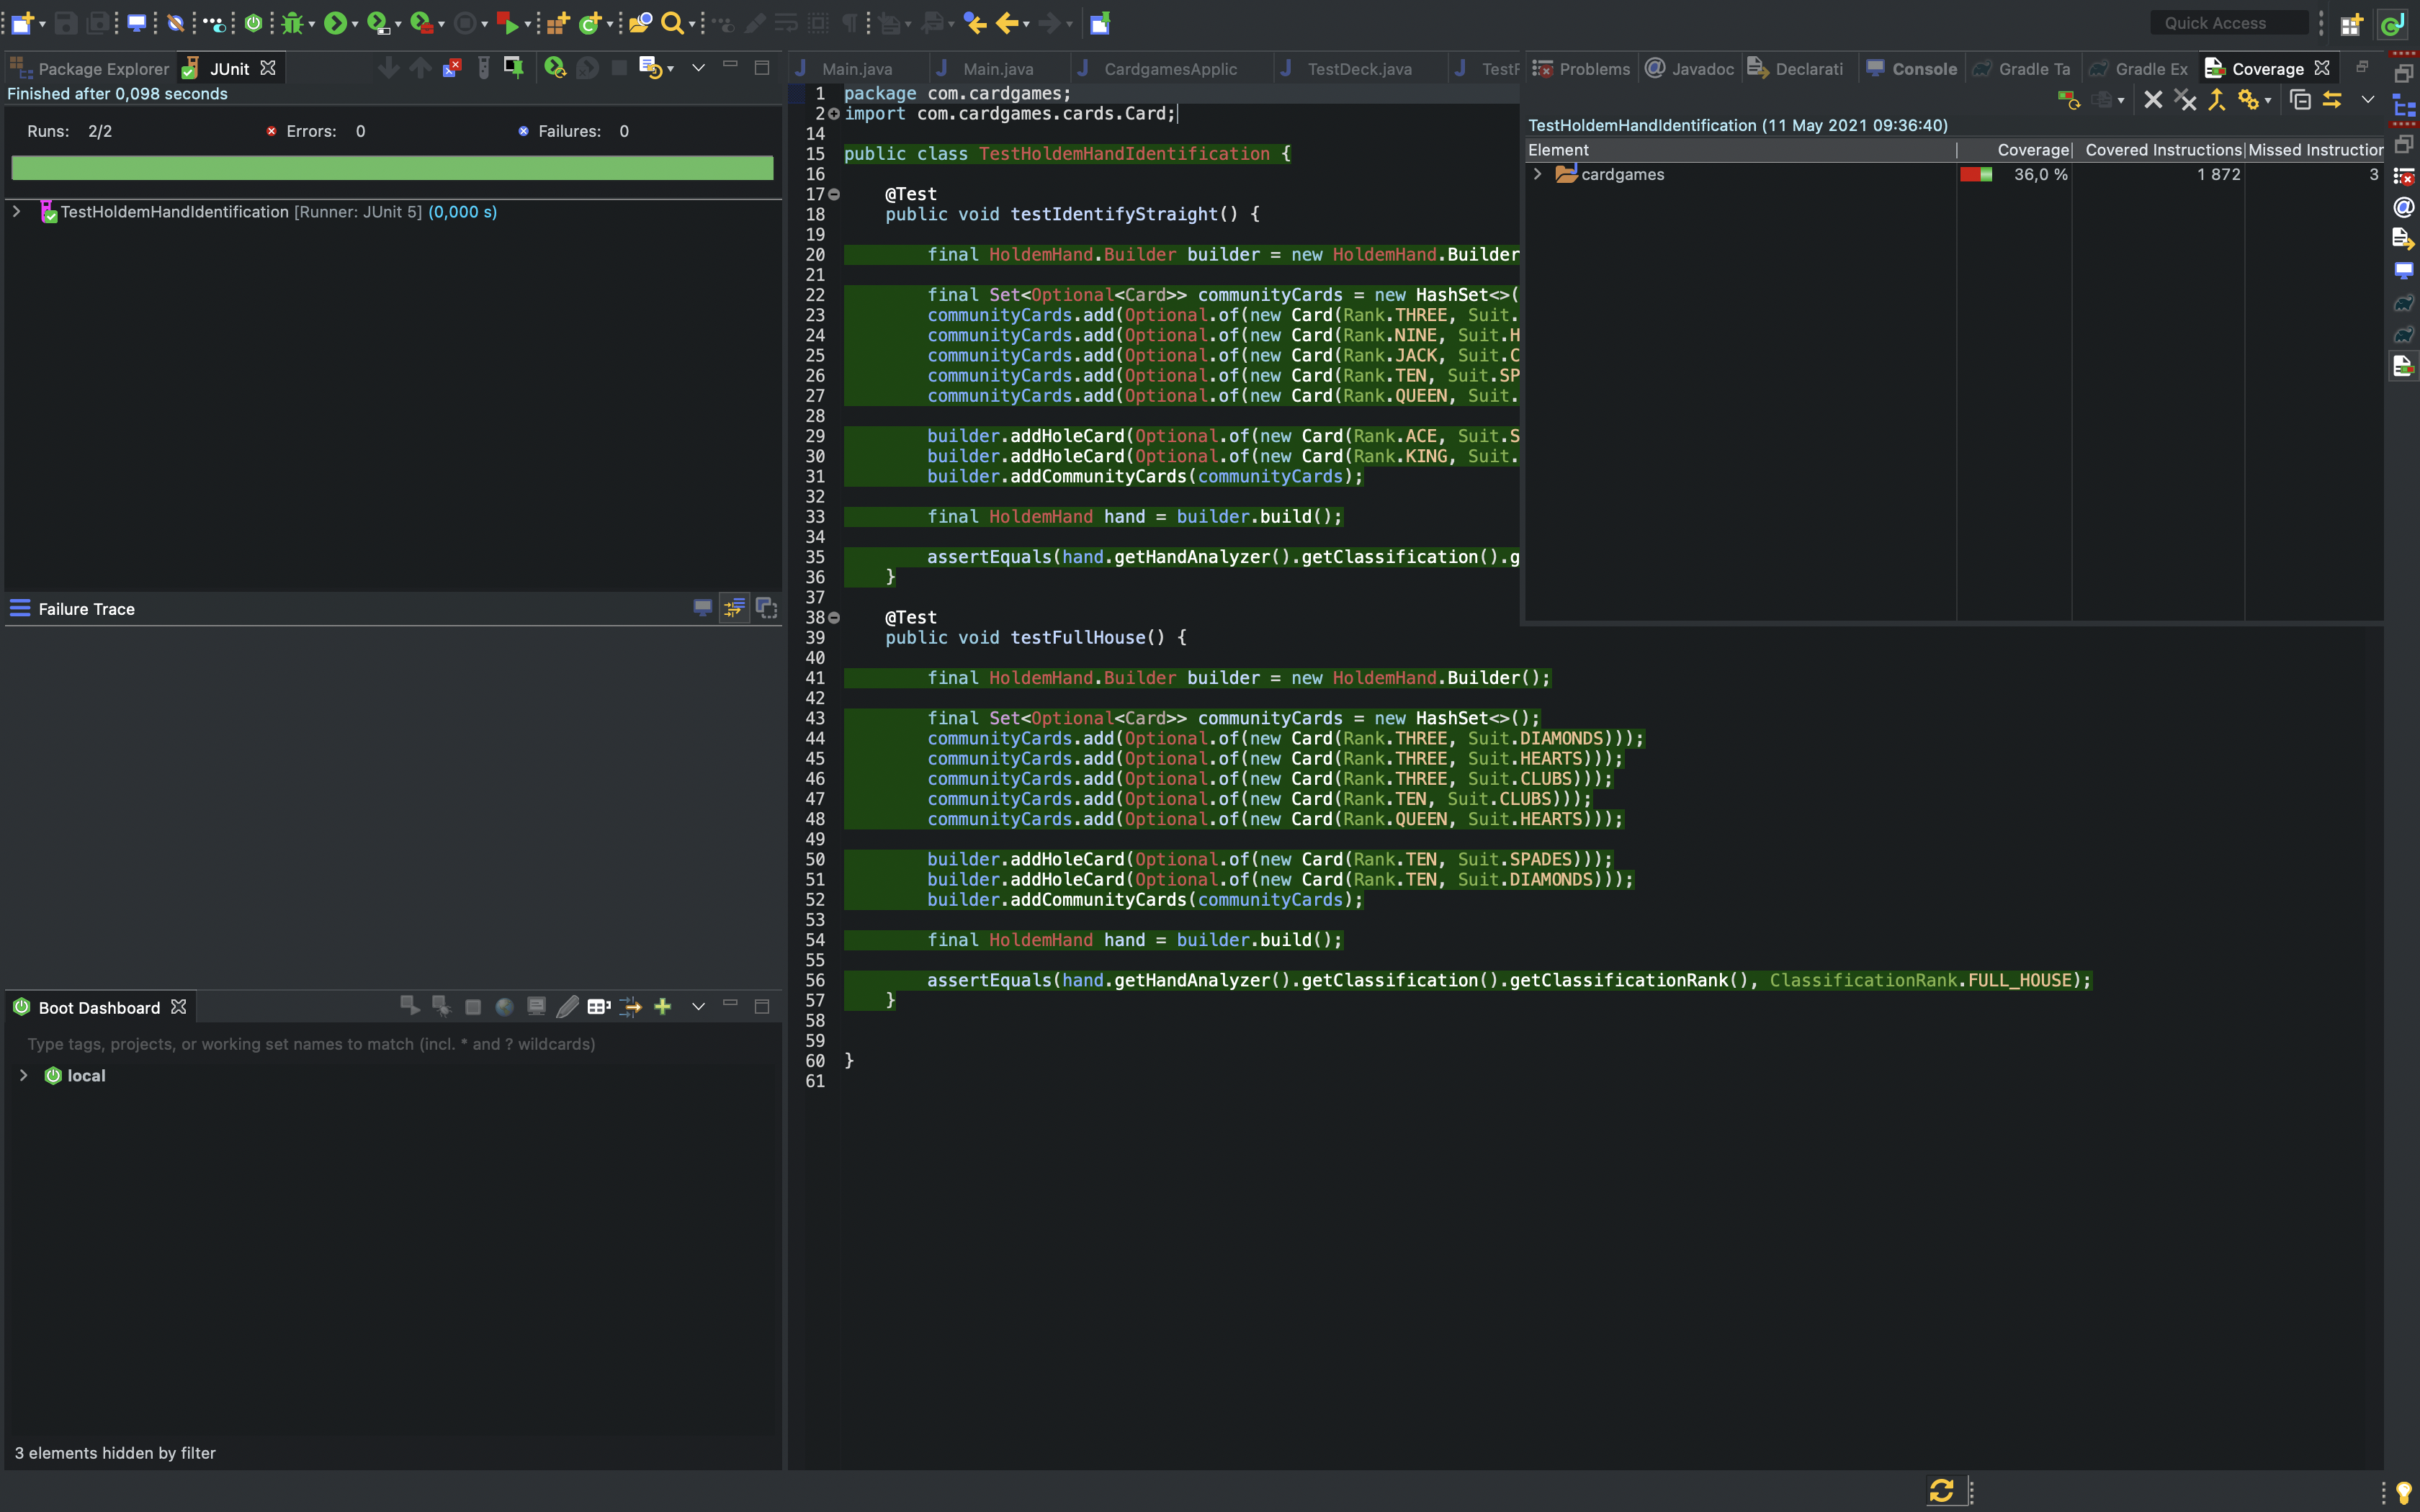 Quick Access
Package Explorer
JUnit
Finished after 0,098 seconds
Runs: 2/2
Errors: 0
Failures: 0
TestHoldemHandIdentification [Runner: JUnit 5] (0,000 s)
Failure Trace
Boot Dashboard
Type tags, projects, or working set names to match (incl. * and ? wildcards)
local
3 elements hidden by filter
Main.java
Main.java
CardgamesApplic
TestDeck.java
TestF
1 package com.cardgames;
2 import com.cardgames.cards.Card;
14
15 public class TestHoldemHandIdentification {
16
17 @Test
18 public void testIdentifyStraight() {
19
20 final HoldemHand.Builder builder = new HoldemHand.Builder
21
22 final Set<Optional<Card>> communityCards = new HashSet<>(
23 communityCards.add(Optional.of(new Card(Rank.THREE, Suit.
24 communityCards.add(Optional.of(new Card(Rank.NINE, Suit.H
25 communityCards.add(Optional.of(new Card(Rank.JACK, Suit.C
26 communityCards.add(Optional.of(new Card(Rank.TEN, Suit.SP
27 communityCards.add(Optional.of(new Card(Rank.QUEEN, Suit.
28
29 builder.addHoleCard(Optional.of(new Card(Rank.ACE, Suit.S
30 builder.addHoleCard(Optional.of(new Card(Rank.KING, Suit.
31 builder.addCommunityCards(communityCards);
32
33 final HoldemHand hand = builder.build();
34
35 assertEquals(hand.getHandAnalyzer().getClassification().g
36 }
37
38 @Test
39 public void testFullHouse() {
40
41 final HoldemHand.Builder builder = new HoldemHand.Builder();
42
43 final Set<Optional<Card>> communityCards = new HashSet<>();
44 communityCards.add(Optional.of(new Card(Rank.THREE, Suit.DIAMONDS)));
45 communityCards.add(Optional.of(new Card(Rank.THREE, Suit.HEARTS)));
46 communityCards.add(Optional.of(new Card(Rank.THREE, Suit.CLUBS)));
47 communityCards.add(Optional.of(new Card(Rank.TEN, Suit.CLUBS)));
48 communityCards.add(Optional.of(new Card(Rank.QUEEN, Suit.HEARTS)));
49
50 builder.addHoleCard(Optional.of(new Card(Rank.TEN, Suit.SPADES)));
51 builder.addHoleCard(Optional.of(new Card(Rank.TEN, Suit.DIAMONDS)));
52 builder.addCommunityCards(communityCards);
53
54 final HoldemHand hand = builder.build();
55
56 assertEquals(hand.getHandAnalyzer().getClassification().getClassificationRank(), ClassificationRank.FULL_HOUSE);
57 }
58
59
60 }
61
Problems
Javadoc
Declarati
Console
Gradle Ta
Gradle Ex
Coverage
TestHoldemHandIdentification (11 May 2021 09:36:40)
Element Coverage Covered Instructions Missed Instruction
cardgames 36,0 % 1 872 3